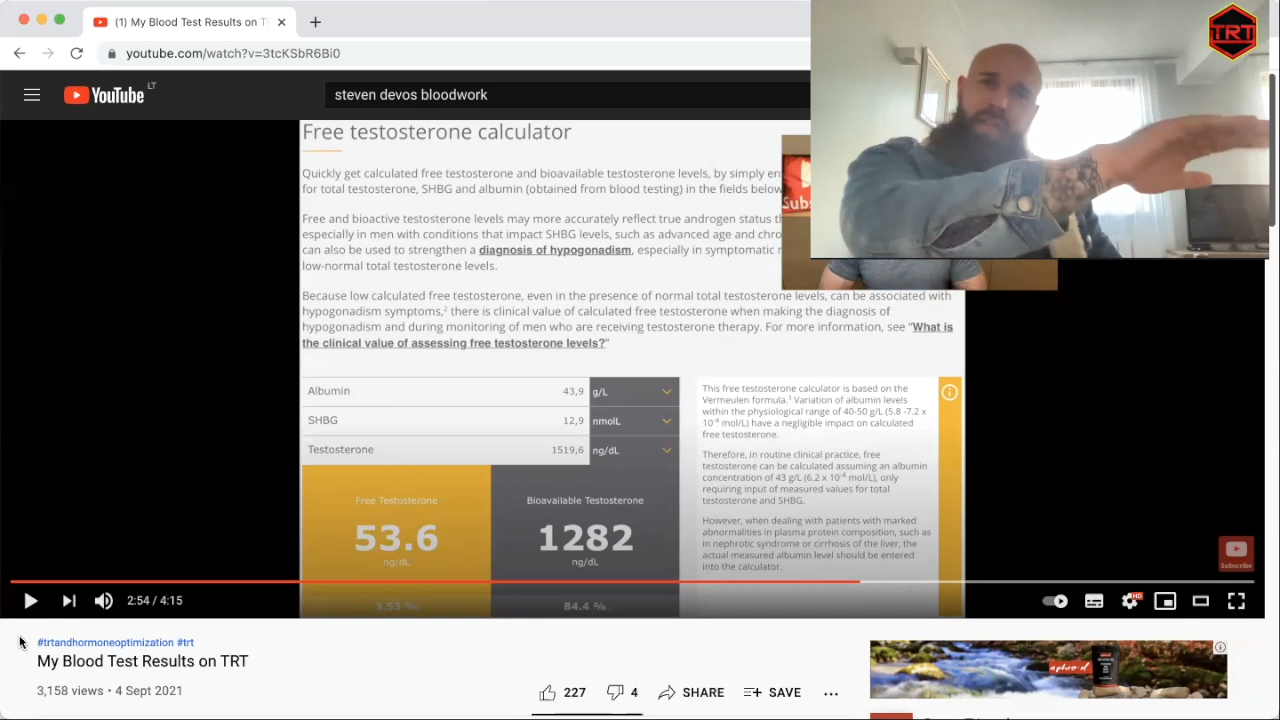 (1) My Blood Test Results on T
youtube.com/watch?v=3tcKSbR6Bi0
TRT
YouTube
LT
steven devos bloodwork
Free testosterone calculator
Quickly get calculated free testosterone and bioavailable testosterone levels, by simply en
for total testosterone, SHBG and albumin (obtained from blood testing) in the fields below
Subs
Free and bioactive testosterone levels may more accurately reflect true androgen status t
especially in men with conditions that impact SHBG levels, such as advanced age and chro
can also be used to strengthen a diagnosis of hypogonadism, especially in symptomatic
low-normal total testosterone levels.
Because low calculated free testosterone, even in the presence of normal total testosterone levels, can be associated with
hypogonadism symptoms,² there is clinical value of calculated free testosterone when making the diagnosis of
hypogonadism and during monitoring of men who are receiving testosterone therapy. For more information, see "What is
the clinical value of assessing free testosterone levels?"
Albumin 43,9 g/L
SHBG 12,9 nmolL
Testosterone 1519,6 ng/dL
Free Testosterone
53.6
ng/dL
3.53 %
Bioavailable Testosterone
1282
ng/dL
84.4 %
This free testosterone calculator is based on the
Vermeulen formula.¹ Variation of albumin levels
within the physiological range of 40-50 g/L (5.8 -7.2 x
10⁻⁴ mol/L) have a negligible impact on calculated
free testosterone.
Therefore, in routine clinical practice, free
testosterone can be calculated assuming an albumin
concentration of 43 g/L (6.2 x 10⁻⁴ mol/L), only
requiring input of measured values for total
testosterone and SHBG.
However, when dealing with patients with marked
abnormalities in plasma protein composition, such as
in nephrotic syndrome or cirrhosis of the liver, the
actual measured albumin level should be entered
into the calculator.
Subscribe
2:54 / 4:15
HD
#trtandhormoneoptimization #trt
My Blood Test Results on TRT
3,158 views • 4 Sept 2021
227
4
SHARE
SAVE
aphro d